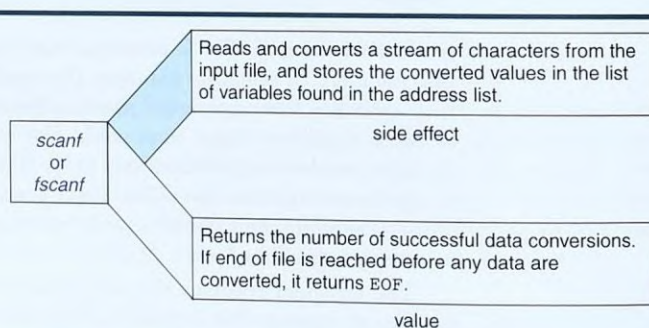 Reads and converts a stream of characters from the
input file, and stores the converted values in the list
of variables found in the address list.
side effect
scanf
or
fscanf
Returns the number of successful data conversions.
If end of file is reached before any data are
converted, it returns EOF.
value